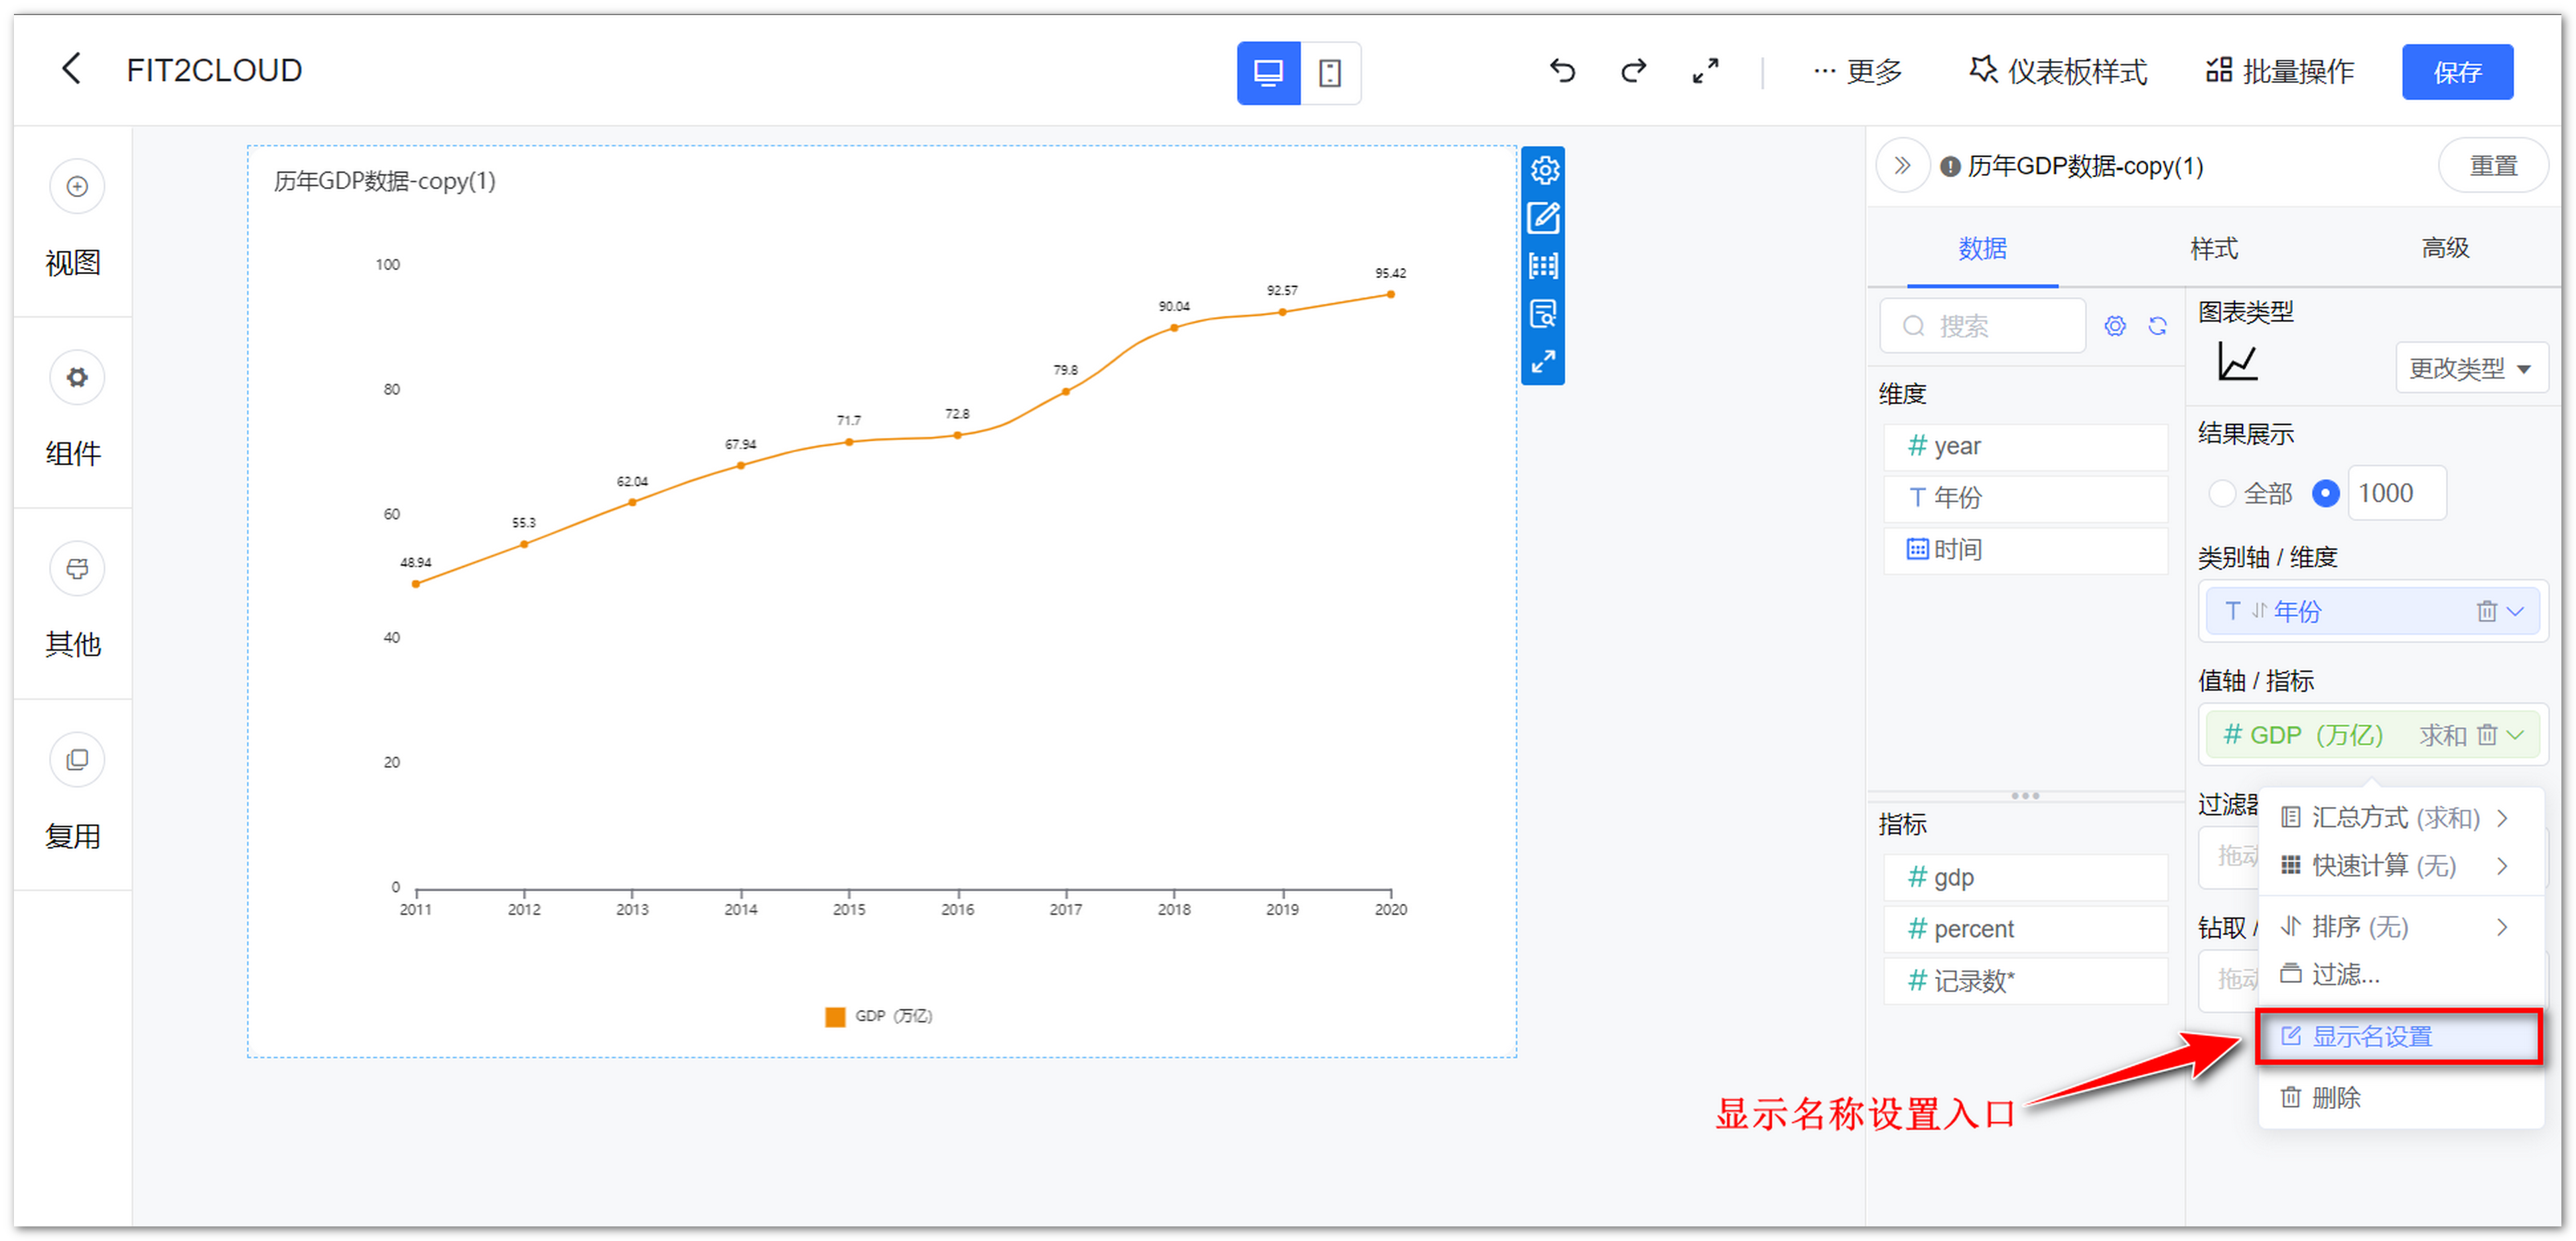 FIT2CLOUD
··· 更多
仪表板样式
批量操作
保存
视图
组件
其他
复用
历年GDP数据-copy(1)
100
80
60
40
20
0
48.94
55.3
62.04
67.94
71.7
72.8
79.8
90.04
92.57
95.42
2011 2012 2013 2014 2015 2016 2017 2018 2019 2020
GDP（万亿）
历年GDP数据-copy(1)
重置
数据 样式 高级
搜索
维度
# year
T 年份
时间
指标
# gdp
# percent
# 记录数*
图表类型
更改类型
结果展示
全部 1000
类别轴 / 维度
T 年份
值轴 / 指标
# GDP（万亿） 求和
过滤
汇总方式 (求和)
拖动
快速计算 (无)
钻取 /
排序 (无)
拖动
过滤...
显示名设置
删除
显示名称设置入口